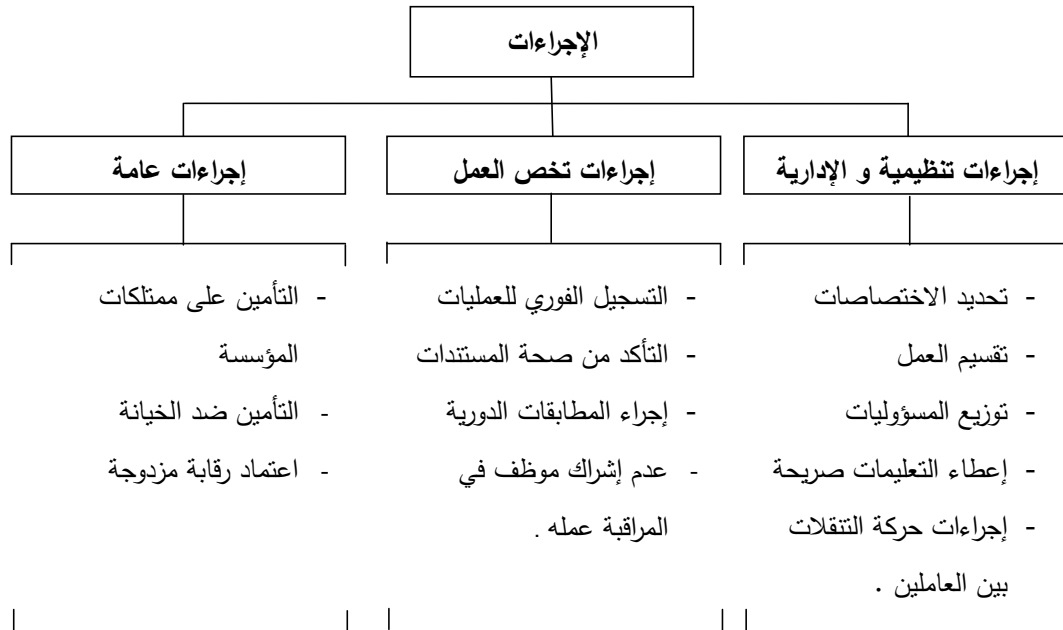 الإجراءات
إجراءات تنظيمية و الإدارية
إجراءات تخص العمل
إجراءات عامة
- تحديد الاختصاصات
- تقسيم العمل
- توزيع المسؤوليات
- إعطاء التعليمات صريحة
- إجراءات حركة التنقلات
بين العاملين .
- التسجيل الفوري للعمليات
- التأكد من صحة المستندات
- إجراء المطابقات الدورية
- عدم إشراك موظف في
المراقبة عمله .
- التأمين على ممتلكات
المؤسسة
- التأمين ضد الخيانة
- اعتماد رقابة مزدوجة